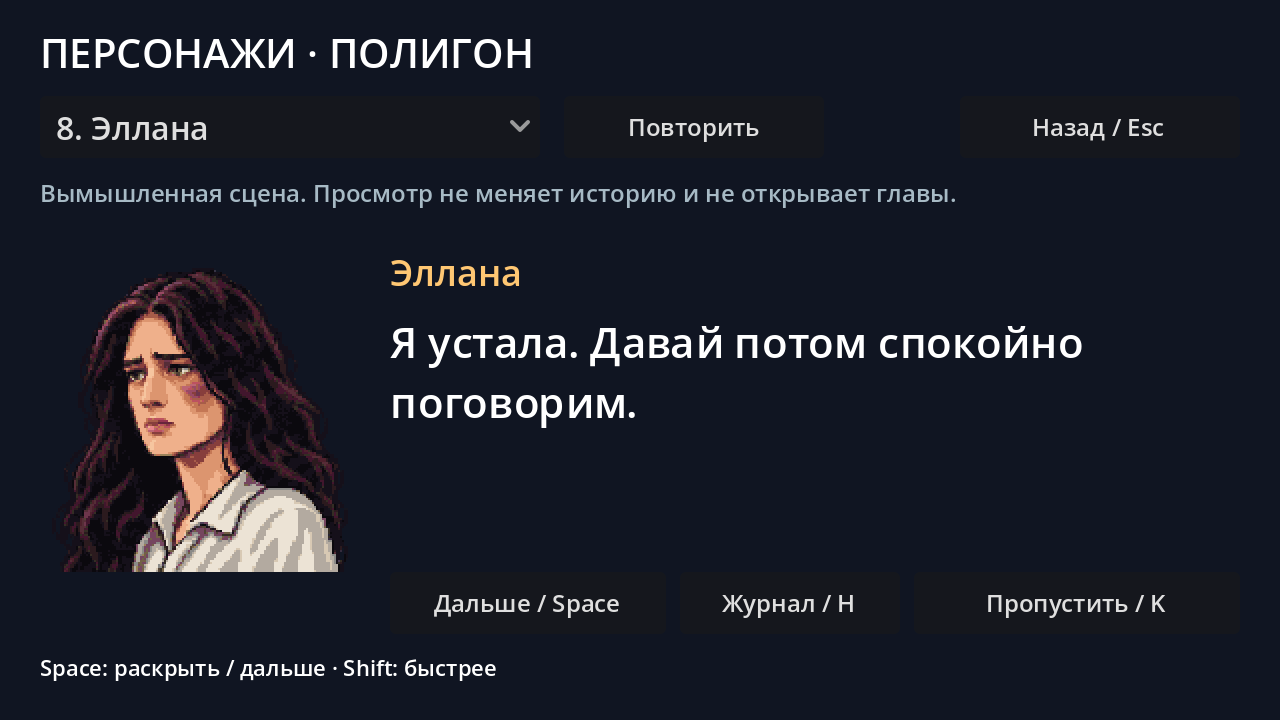 ПЕРСОНАЖИ · ПОЛИГОН
8. Эллана
Повторить
Назад / Esc
Вымышленная сцена. Просмотр не меняет историю и не открывает главы.
Эллана
Я устала. Давай потом спокойно
поговорим.
Дальше / Space
Журнал / H
Пропустить / K
Space: раскрыть / дальше · Shift: быстрее